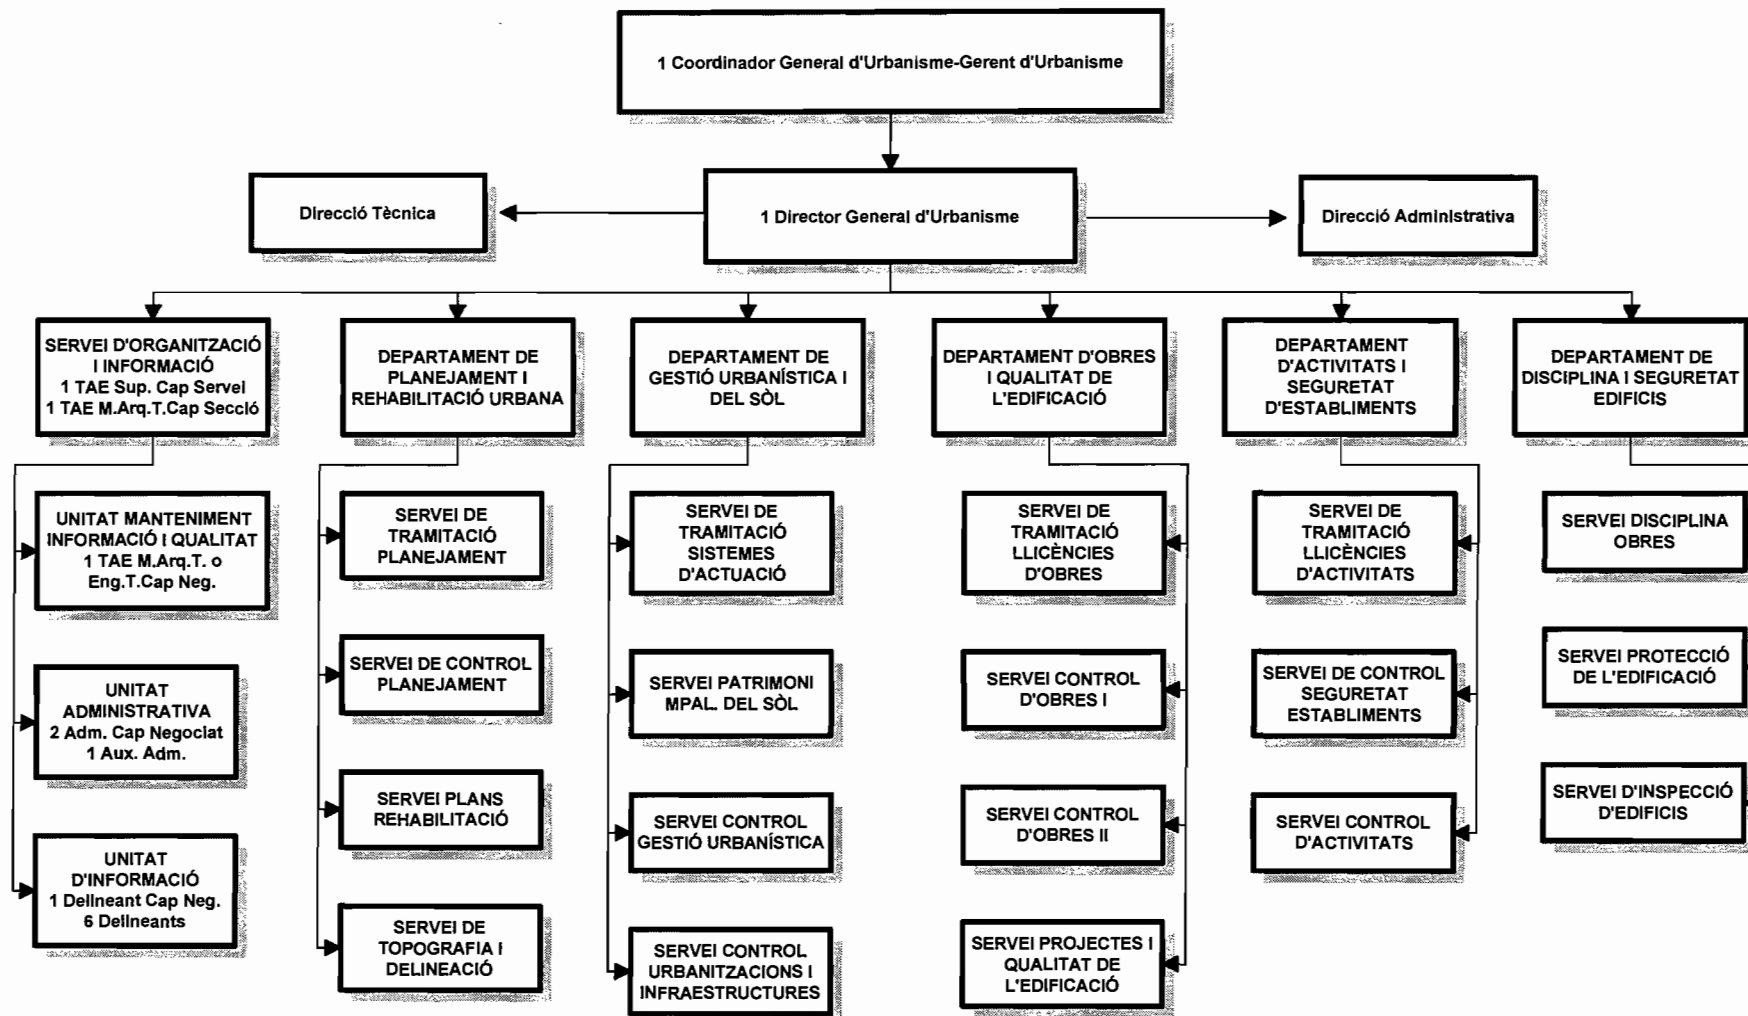 1 Coordinador General d'Urbanisme-Gerent d'Urbanisme
Direcció Tècnica
1 Director General d'Urbanisme
Direcció Administrativa
SERVEI D'ORGANITZACIÓ
I INFORMACIÓ
1 TAE Sup. Cap Servei
1 TAE M.Arq.T.Cap Secció
DEPARTAMENT DE
PLANEJAMENT I
REHABILITACIÓ URBANA
DEPARTAMENT DE
GESTIÓ URBANÍSTICA I
DEL SÒL
DEPARTAMENT D'OBRES
I QUALITAT DE
L'EDIFICACIÓ
DEPARTAMENT
D'ACTIVITATS I
SEGURETAT
D'ESTABLIMENTS
DEPARTAMENT DE
DISCIPLINA I SEGURETAT
EDIFICIS
UNITAT MANTENIMENT
INFORMACIÓ I QUALITAT
1 TAE M.Arq.T. o
Eng.T.Cap Neg.
UNITAT
ADMINISTRATIVA
2 Adm. Cap Negociat
1 Aux. Adm.
UNITAT
D'INFORMACIÓ
1 Delineant Cap Neg.
6 Delineants
SERVEI DE
TRAMITACIÓ
PLANEJAMENT
SERVEI DE CONTROL
PLANEJAMENT
SERVEI PLANS
REHABILITACIÓ
SERVEI DE
TOPOGRAFIA I
DELINEACIÓ
SERVEI DE
TRAMITACIÓ
SISTEMES
D'ACTUACIÓ
SERVEI PATRIMONI
MPAL. DEL SÒL
SERVEI CONTROL
GESTIÓ URBANÍSTICA
SERVEI CONTROL
URBANITZACIONS I
INFRAESTRUCTURES
SERVEI DE
TRAMITACIÓ
LLICÈNCIES
D'OBRES
SERVEI CONTROL
D'OBRES I
SERVEI CONTROL
D'OBRES II
SERVEI PROJECTES I
QUALITAT DE
L'EDIFICACIÓ
SERVEI DE
TRAMITACIÓ
LLICÈNCIES
D'ACTIVITATS
SERVEI DE CONTROL
SEGURETAT
ESTABLIMENTS
SERVEI CONTROL
D'ACTIVITATS
SERVEI DISCIPLINA
OBRES
SERVEI PROTECCIÓ
DE L'EDIFICACIÓ
SERVEI D'INSPECCIÓ
D'EDIFICIS